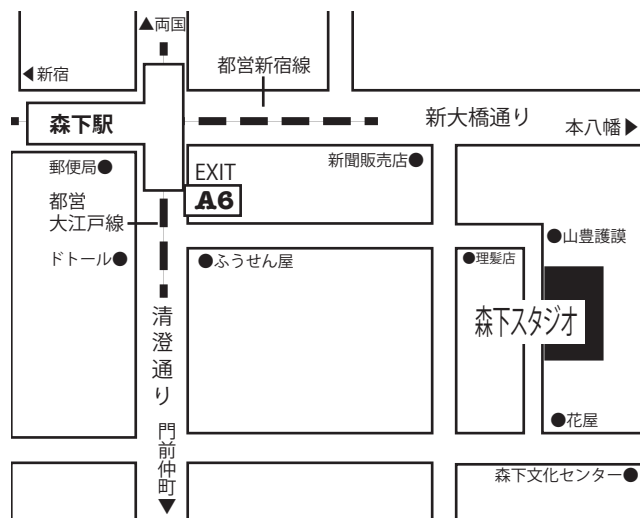 ▲両国
◀新宿
都営新宿線
森下駅
新大橋通り
本八幡▶
郵便局●
EXIT
新聞販売店●
A6
都営
大江戸線
●山豊護謨
ドトール●
●ふうせん屋
●理髪店
清澄通り
森下スタジオ
●花屋
門前仲町▼
森下文化センター●